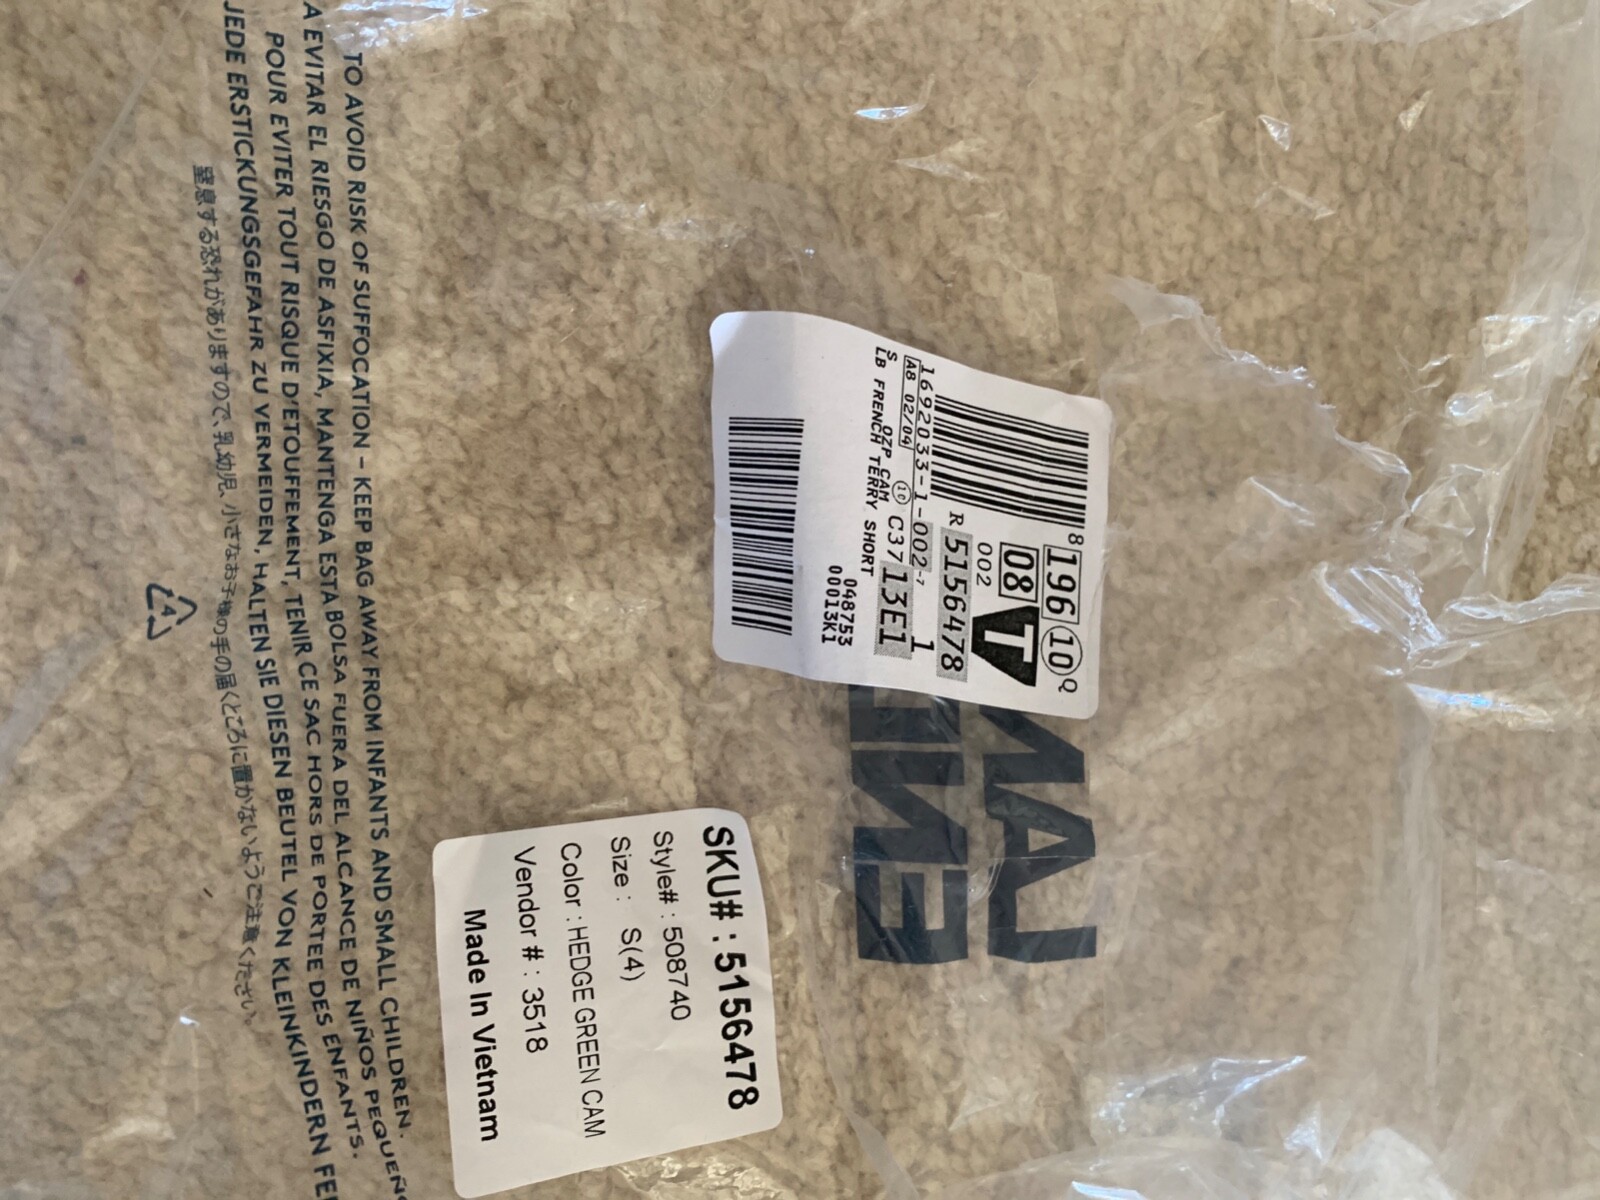 TO AVOID RISK OF SUFFOCATION – KEEP BAG AWAY FROM INFANTS AND SMALL CHILDREN.
A EVITAR EL RIESGO DE ASFIXIA, MANTENGA ESTA BOLSA FUERA DEL ALCANCE DE NIÑOS PEQUEÑO
POUR EVITER TOUT RISQUE D'ETOUFFEMENT, TENIR CE SAC HORS DE PORTEE DES ENFANTS.
JEDE ERSTICKUNGSGEFAHR ZU VERMEIDEN, HALTEN SIE DIESEN BEUTEL VON KLEINKINDERN FE
窒息する恐れがありますので、乳幼児、小さなお子様の手の届くところに置かないようご注意ください。
4
8 196 10 Q
08 T
002
R 5156478
1692033-1-002-7 1
A8 02/04 10 C37 13E1
S OZP CAM
LB FRENCH TERRY SHORT
048753
00013K1
SKU# : 5156478
Style# : 508740
Size : S(4)
Color : HEDGE GREEN CAM
Vendor # : 3518
Made In Vietnam